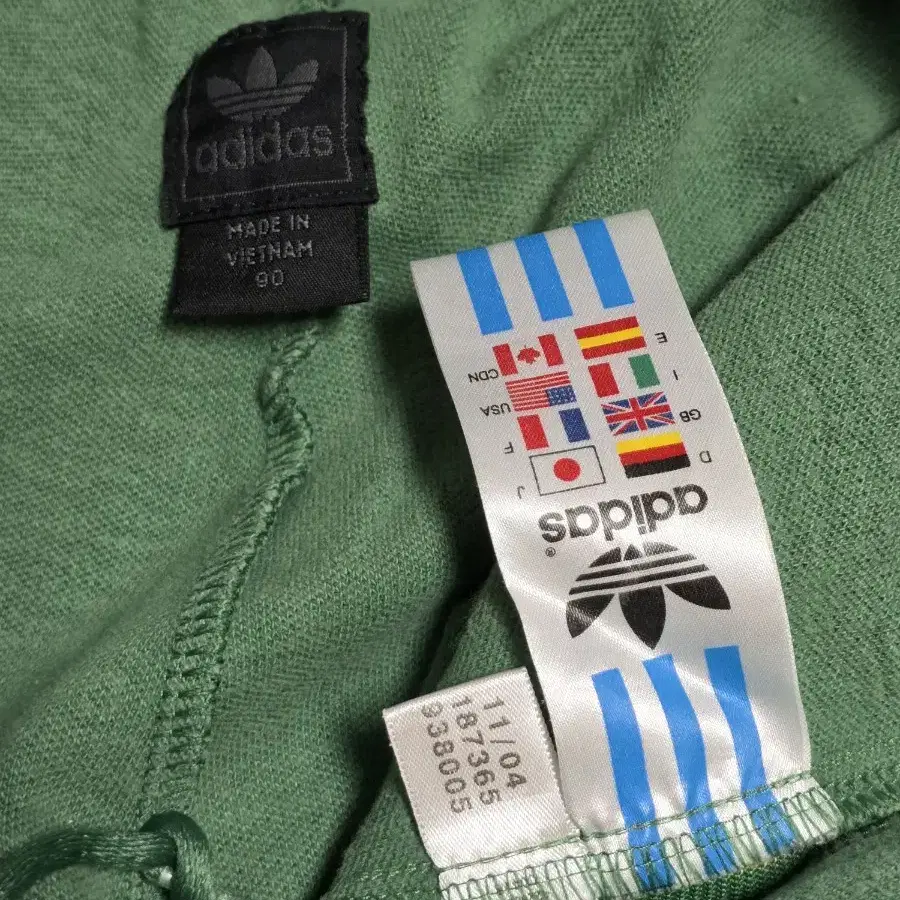 adidas
MADE IN
VIETNAM
90
adidas®
D
J
GB
F
I
USA
E
CDN
11/04
187365
938005